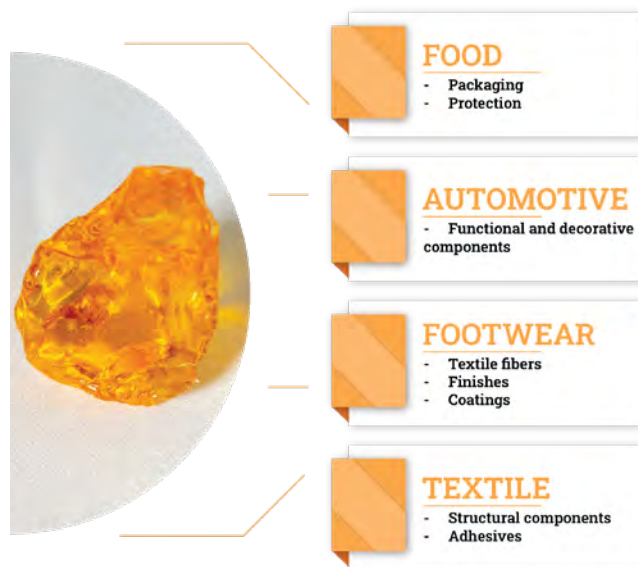 FOOD
- Packaging
- Protection
AUTOMOTIVE
- Functional and decorative
components
FOOTWEAR
- Textile fibers
- Finishes
- Coatings
TEXTILE
- Structural components
- Adhesives